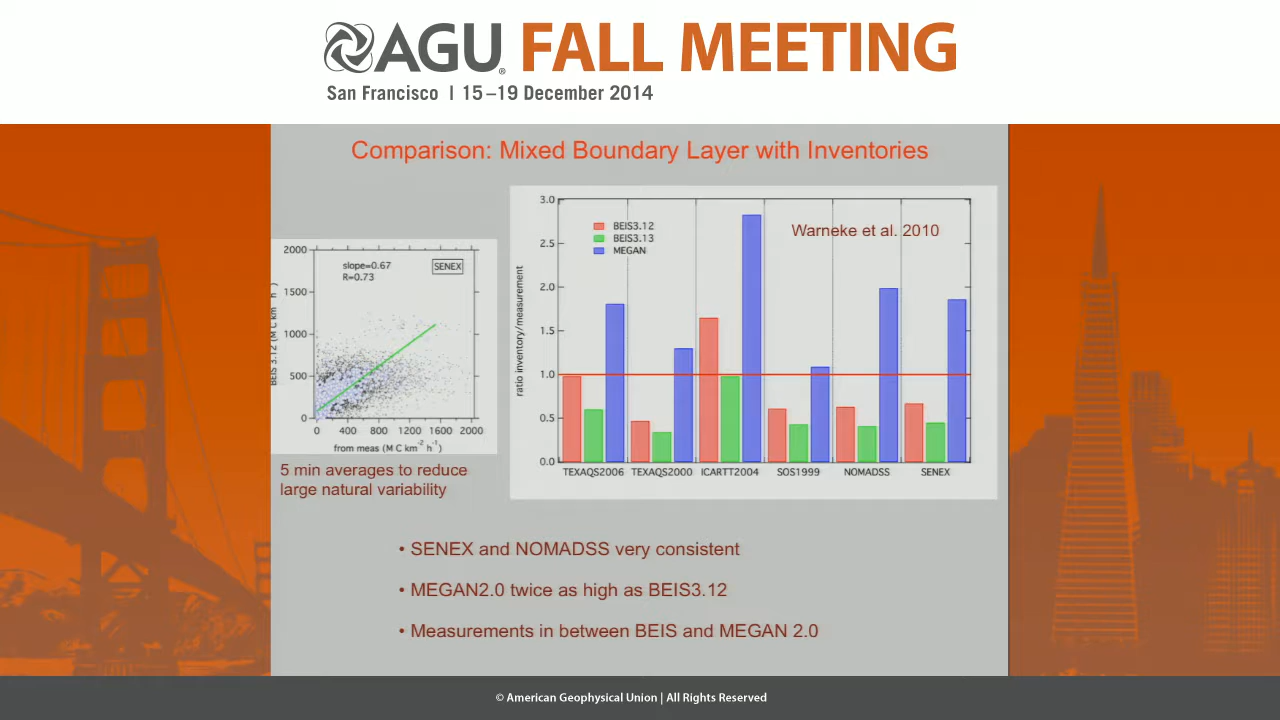 AGU FALL MEETING
San Francisco | 15–19 December 2014
Comparison: Mixed Boundary Layer with Inventories
2000
1500
1000
500
0
slope=0.67
R=0.73
SENEX
0 400 800 1200 1600 2000
from meas (M C km⁻² h⁻¹)
5 min averages to reduce
large natural variability
ratio inventory/measurement
3.0
2.5
2.0
1.5
1.0
0.5
0.0
BEIS3.12
BEIS3.13
MEGAN
Warneke et al. 2010
TEXAQS2006 TEXAQS2000 ICARTT2004 SOS1999 NOMADSS SENEX
• SENEX and NOMADSS very consistent
• MEGAN2.0 twice as high as BEIS3.12
• Measurements in between BEIS and MEGAN 2.0
© American Geophysical Union | All Rights Reserved